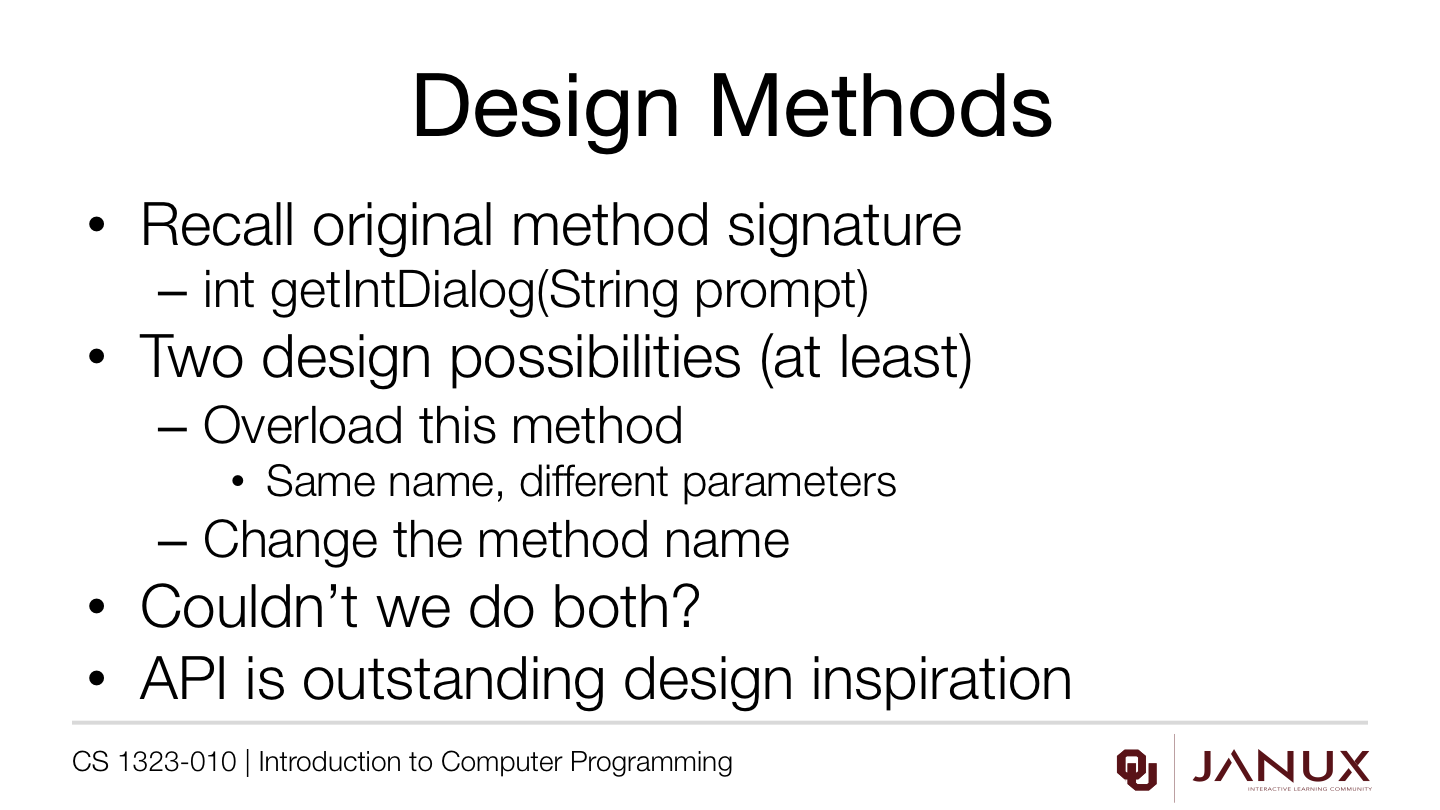 Design Methods
• Recall original method signature
– int getIntDialog(String prompt)
• Two design possibilities (at least)
– Overload this method
• Same name, different parameters
– Change the method name
• Couldn’t we do both?
• API is outstanding design inspiration
CS 1323-010 | Introduction to Computer Programming
OU
JANUX
INTERACTIVE LEARNING COMMUNITY